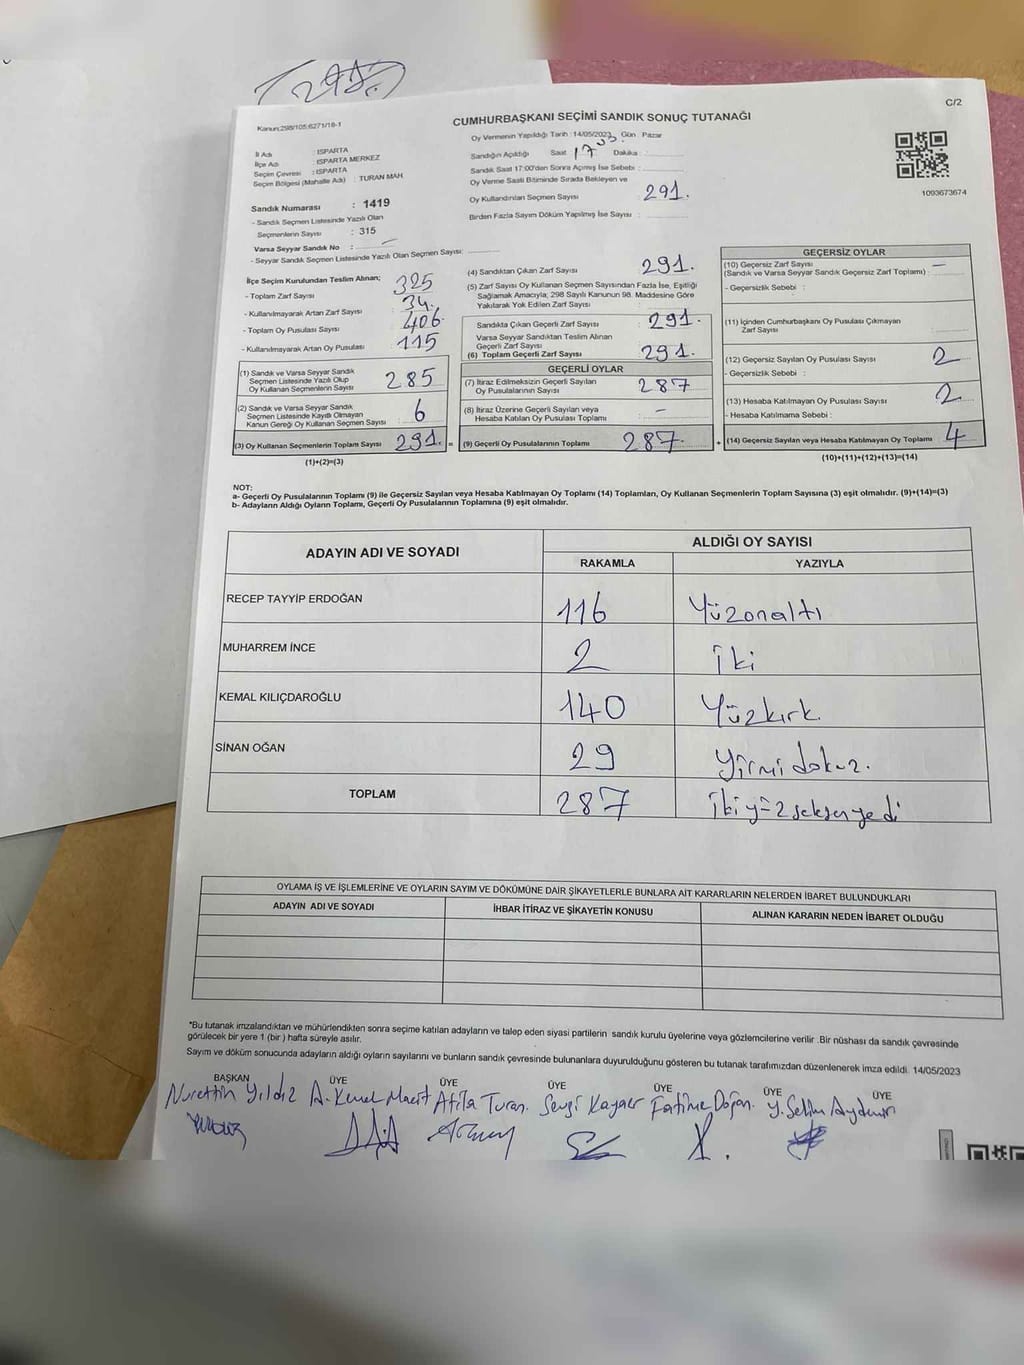 C/2
Kanun:298/105;6271/18-1
CUMHURBAŞKANI SEÇİMİ SANDIK SONUÇ TUTANAĞI
İl Adı : ISPARTA
İlçe Adı : ISPARTA MERKEZ
Seçim Çevresi : ISPARTA
Seçim Bölgesi (Mahalle Adı) : TURAN MAH.
Sandık Numarası : 1419
- Sandık Seçmen Listesinde Yazılı Olan
Seçmenlerin Sayısı : 315
Varsa Seyyar Sandık No :
- Seyyar Sandık Seçmen Listesinde Yazılı Olan Seçmen Sayısı:
Oy Vermenin Yapıldığı Tarih :14/05/2023 Gün : Pazar
Sandığın Açıldığı Saat : 17 Dakika : 03
Sandık Saat 17:00'den Sonra Açılmış İse Sebebi :
Oy Verme Saati Bitiminde Sırada Bekleyen ve
Oy Kullandırılan Seçmen Sayısı 291.
Birden Fazla Sayım Döküm Yapılmış İse Sayısı :
1093673674
İlçe Seçim Kurulundan Teslim Alınan;
- Toplam Zarf Sayısı 325
- Kullanılmayarak Artan Zarf Sayısı : 34.
- Toplam Oy Pusulası Sayısı 406.
- Kullanılmayarak Artan Oy Pusulası 115
(1) Sandık ve Varsa Seyyar Sandık
Seçmen Listesinde Yazılı Olup
Oy Kullanan Seçmenlerin Sayısı 285
(2) Sandık ve Varsa Seyyar Sandık
Seçmen Listesinde Kayıtlı Olmayan
Kanun Gereği Oy Kullanan Seçmen Sayısı 6
(3) Oy Kullanan Seçmenlerin Toplam Sayısı 291. =
(1)+(2)=(3)
(4) Sandıktan Çıkan Zarf Sayısı 291.
(5) Zarf Sayısı Oy Kullanan Seçmen Sayısından Fazla İse, Eşitliği
Sağlamak Amacıyla; 298 Sayılı Kanunun 98. Maddesine Göre
Yakılarak Yok Edilen Zarf Sayısı :
Sandıkta Çıkan Geçerli Zarf Sayısı : 291.
Varsa Seyyar Sandıktan Teslim Alınan
Geçerli Zarf Sayısı
(6) Toplam Geçerli Zarf Sayısı 291.
GEÇERLİ OYLAR
(7) İtiraz Edilmeksizin Geçerli Sayılan
Oy Pusulalarının Sayısı : 287
(8) İtiraz Üzerine Geçerli Sayılan veya
Hesaba Katılan Oy Pusulası Toplamı : –
(9) Geçerli Oy Pusulalarının Toplamı 287. +
GEÇERSİZ OYLAR
(10) Geçersiz Zarf Sayısı –
(Sandık ve Varsa Seyyar Sandık Geçersiz Zarf Toplamı) :
- Geçersizlik Sebebi :
(11) İçinden Cumhurbaşkanı Oy Pusulası Çıkmayan
Zarf Sayısı
(12) Geçersiz Sayılan Oy Pusulası Sayısı 2
- Geçersizlik Sebebi :
(13) Hesaba Katılmayan Oy Pusulası Sayısı 2
- Hesaba Katılmama Sebebi :
(14) Geçersiz Sayılan veya Hesaba Katılmayan Oy Toplamı 4
(10)+(11)+(12)+(13)=(14)
NOT:
a- Geçerli Oy Pusulalarının Toplamı (9) ile Geçersiz Sayılan veya Hesaba Katılmayan Oy Toplamı (14) Toplamları, Oy Kullanan Seçmenlerin Toplam Sayısına (3) eşit olmalıdır. (9)+(14)=(3)
b- Adayların Aldığı Oyların Toplamı, Geçerli Oy Pusulalarının Toplamına (9) eşit olmalıdır.
ADAYIN ADI VE SOYADI
ALDIĞI OY SAYISI
RAKAMLA YAZIYLA
RECEP TAYYİP ERDOĞAN 116 Yüzonaltı
MUHARREM İNCE 2 İki
KEMAL KILIÇDAROĞLU 140 Yüzkırk.
SİNAN OĞAN 29 Yirmi dokuz.
TOPLAM 287 İkiyüzseksenyedi
OYLAMA İŞ VE İŞLEMLERİNE VE OYLARIN SAYIM VE DÖKÜMÜNE DAİR ŞİKAYETLERLE BUNLARA AİT KARARLARIN NELERDEN İBARET BULUNDUKLARI
ADAYIN ADI VE SOYADI İHBAR İTİRAZ VE ŞİKAYETİN KONUSU ALINAN KARARIN NEDEN İBARET OLDUĞU
*Bu tutanak imzalandıktan ve mühürlendikten sonra seçime katılan adayların ve talep eden siyasi partilerin sandık kurulu üyelerine veya gözlemcilerine verilir .Bir nüshası da sandık çevresinde
görülecek bir yere 1 (bir ) hafta süreyle asılır.
Sayım ve döküm sonucunda adayların aldığı oyların sayılarını ve bunların sandık çevresinde bulunanlara duyurulduğunu gösteren bu tutanak tarafımızdan düzenlenerek imza edildi. 14/05/2023
BAŞKAN ÜYE ÜYE ÜYE ÜYE ÜYE ÜYE
Nurettin Yıldız A. Kemal Macit Atila Turan. Sevgi Kayaer Fatime Doğan. Y. Selim Aydemir